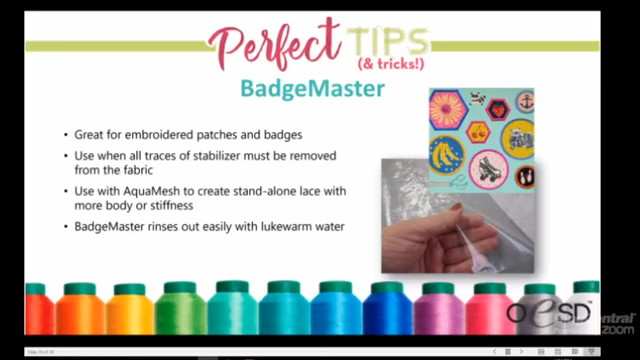 Perfect TIPS
(& tricks!)
BadgeMaster
• Great for embroidered patches and badges
• Use when all traces of stabilizer must be removed
from the fabric
• Use with AquaMesh to create stand-alone lace with
more body or stiffness
• BadgeMaster rinses out easily with lukewarm water
OESD™
zoom